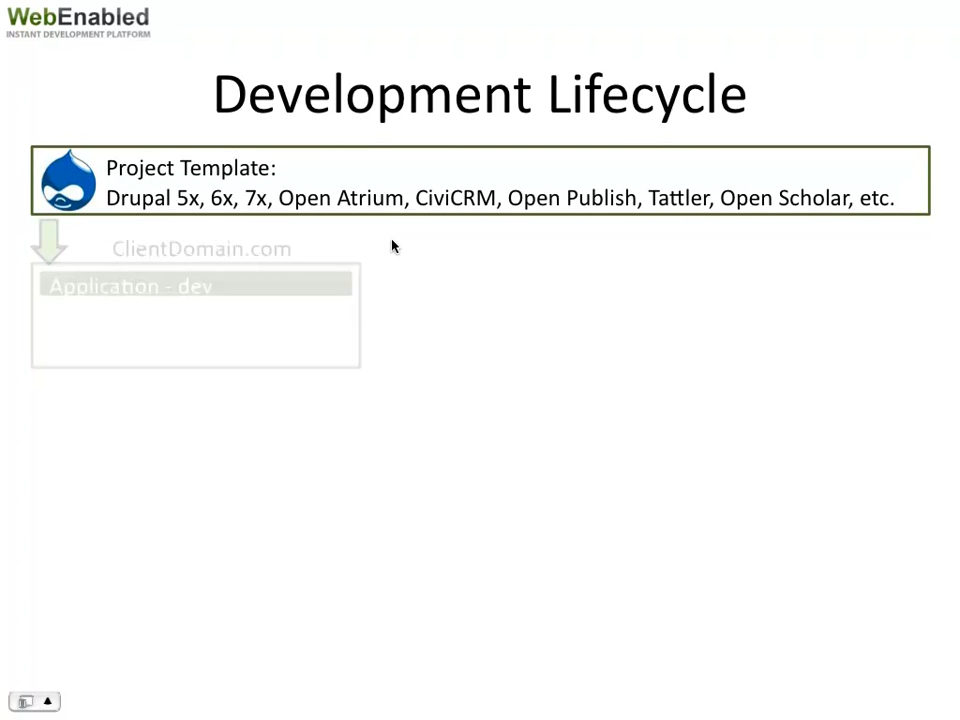 WebEnabled
INSTANT DEVELOPMENT PLATFORM
Development Lifecycle
Project Template:
Drupal 5x, 6x, 7x, Open Atrium, CiviCRM, Open Publish, Tattler, Open Scholar, etc.
ClientDomain.com
Application - dev